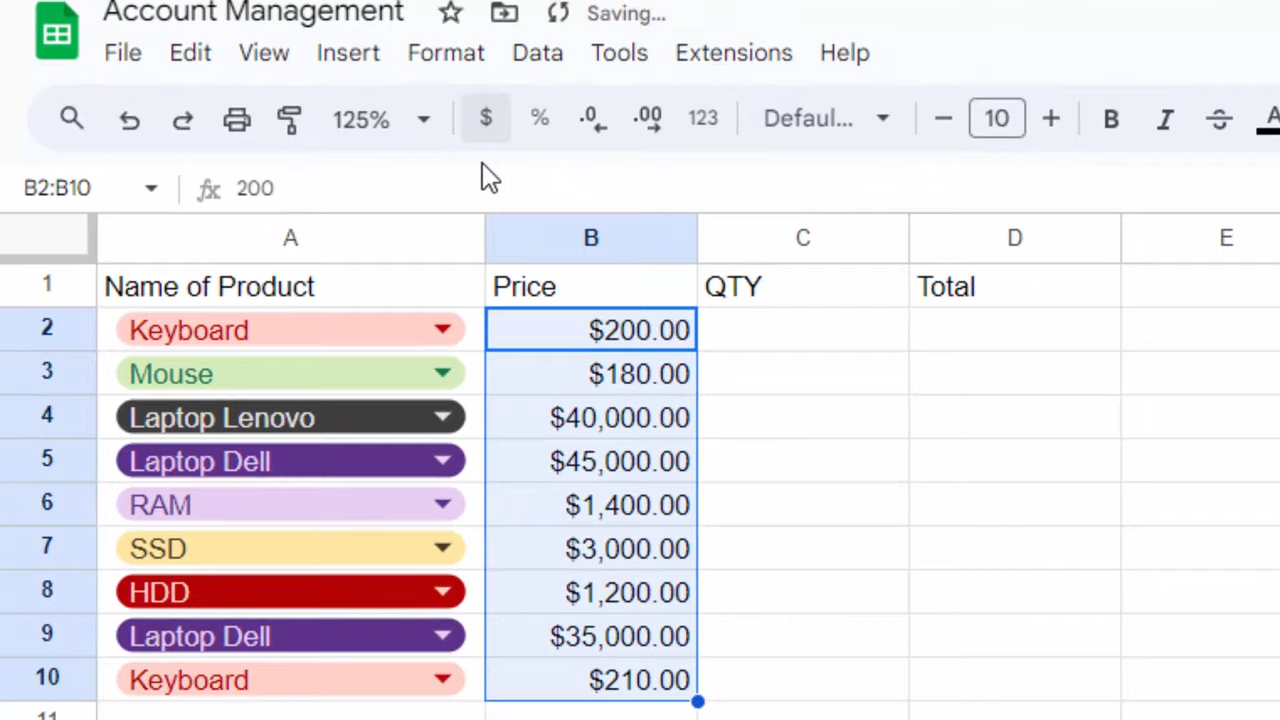 Account Management Saving...
File Edit View Insert Format Data Tools Extensions Help
125% $ % .0 .00 123 Defaul... 10 B I S A
B2:B10 fx 200
A B C D E
1 Name of Product Price QTY Total
2 Keyboard $200.00
3 Mouse $180.00
4 Laptop Lenovo $40,000.00
5 Laptop Dell $45,000.00
6 RAM $1,400.00
7 SSD $3,000.00
8 HDD $1,200.00
9 Laptop Dell $35,000.00
10 Keyboard $210.00
11